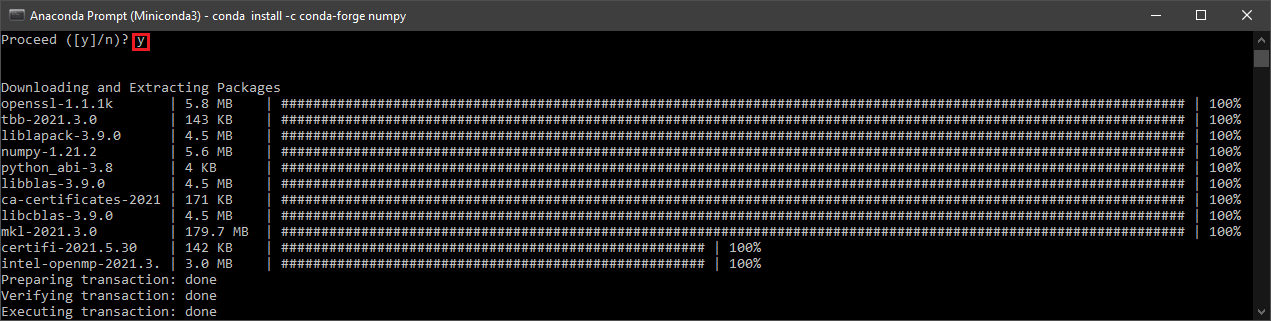 Anaconda Prompt (Miniconda3) - conda  install -c conda-forge numpy
Proceed ([y]/n)? y
Downloading and Extracting Packages
openssl-1.1.1k       | 5.8 MB    | ################################################################################################################# | 100%
tbb-2021.3.0         | 143 KB    | ################################################################################################################# | 100%
liblapack-3.9.0      | 4.5 MB    | ################################################################################################################# | 100%
numpy-1.21.2         | 5.6 MB    | ################################################################################################################# | 100%
python_abi-3.8       | 4 KB      | ################################################################################################################# | 100%
libblas-3.9.0        | 4.5 MB    | ################################################################################################################# | 100%
ca-certificates-2021 | 171 KB    | ################################################################################################################# | 100%
libcblas-3.9.0       | 4.5 MB    | ################################################################################################################# | 100%
mkl-2021.3.0         | 179.7 MB  | ################################################################################################################# | 100%
certifi-2021.5.30    | 142 KB    | ##################################################### | 100%
intel-openmp-2021.3. | 3.0 MB    | ##################################################### | 100%
Preparing transaction: done
Verifying transaction: done
Executing transaction: done